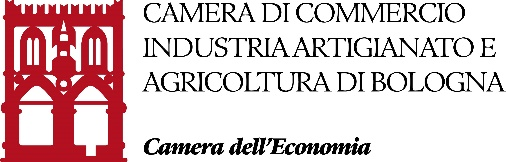 CAMERA DI COMMERCIO
INDUSTRIA ARTIGIANATO E
AGRICOLTURA DI BOLOGNA
Camera dell'Economia